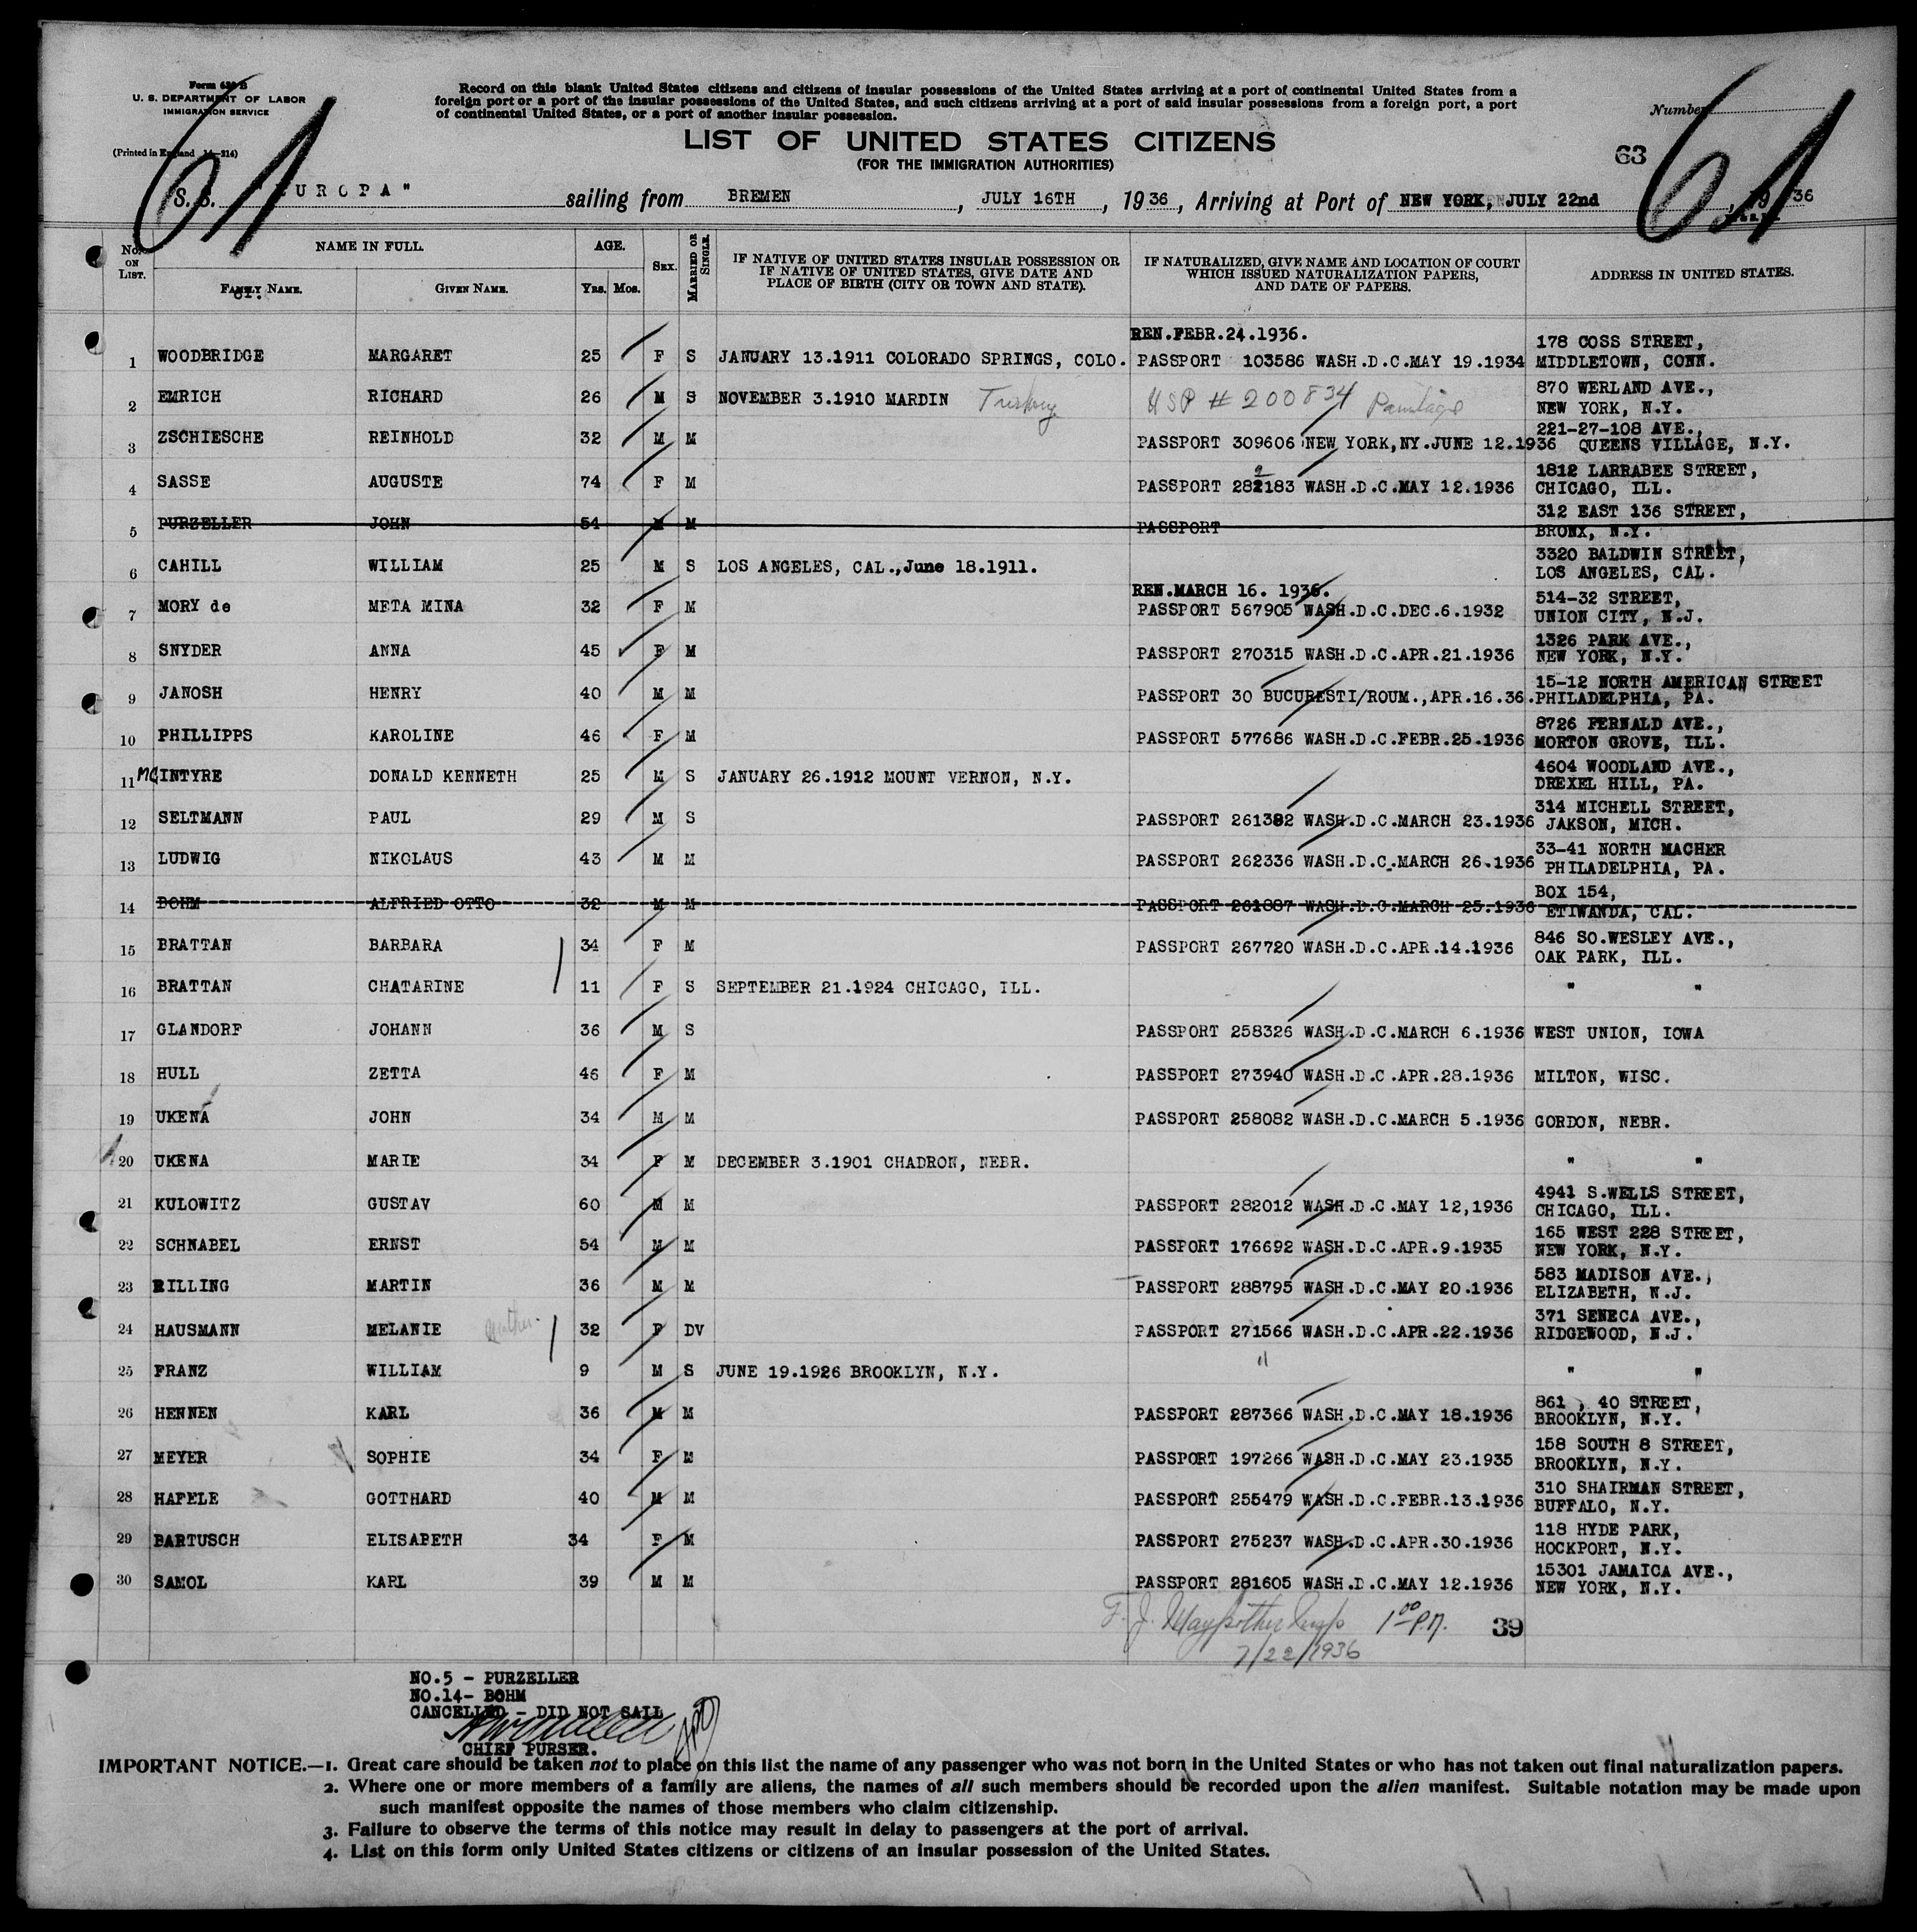 Form 630 B
U. S. DEPARTMENT OF LABOR
IMMIGRATION SERVICE
(Printed in England 14—214)
Record on this blank United States citizens and citizens of insular possessions of the United States arriving at a port of continental United States from a
foreign port or a port of the insular possessions of the United States, and such citizens arriving at a port of said insular possessions from a foreign port, a port
of continental United States, or a port of another insular possession.
Number
61
61
LIST OF UNITED STATES CITIZENS
(FOR THE IMMIGRATION AUTHORITIES)
63
S. S. EUROPA" sailing from BREMEN, JULY 16TH, 1936, Arriving at Port of NEW YORK, JULY 22nd, 1936
No. ON LIST. NAME IN FULL. AGE. SEX. MARRIED OR SINGLE. IF NATIVE OF UNITED STATES INSULAR POSSESSION OR IF NATIVE OF UNITED STATES, GIVE DATE AND PLACE OF BIRTH (CITY OR TOWN AND STATE). IF NATURALIZED, GIVE NAME AND LOCATION OF COURT WHICH ISSUED NATURALIZATION PAPERS, AND DATE OF PAPERS. ADDRESS IN UNITED STATES.
FAMILY NAME. GIVEN NAME. Yrs. Mos.
REN.FEBR.24.1936.
1 WOODBRIDGE MARGARET 25 F S JANUARY 13.1911 COLORADO SPRINGS, COLO. PASSPORT 103586 WASH.D.C.MAY 19.1934 178 COSS STREET, MIDDLETOWN, CONN.
2 EMRICH RICHARD 26 M S NOVEMBER 3.1910 MARDIN Turkey USP # 200834 870 WERLAND AVE., NEW YORK, N.Y.
3 ZSCHIESCHE REINHOLD 32 M M PASSPORT 309606 NEW YORK,NY.JUNE 12.1936 221-27-108 AVE., QUEENS VILLAGE, N.Y.
4 SASSE AUGUSTE 74 F M PASSPORT 282183 WASH.D.C.MAY 12.1936 1812 LARRABEE STREET, CHICAGO, ILL.
5 PURZELLER JOHN 54 M M PASSPORT 312 EAST 136 STREET, BRONX, N.Y.
6 CAHILL WILLIAM 25 M S LOS ANGELES, CAL.,June 18.1911. 3320 BALDWIN STREET, LOS ANGELES, CAL.
REN.MARCH 16. 1936.
7 MORY de META MINA 32 F M PASSPORT 567905 WASH.D.C.DEC.6.1932 514-32 STREET, UNION CITY, N.J.
8 SNYDER ANNA 45 F M PASSPORT 270315 WASH.D.C.APR.21.1936 1326 PARK AVE., NEW YORK, N.Y.
9 JANOSH HENRY 40 M M PASSPORT 30 BUCURESTI/ROUM.,APR.16.36. 15-12 NORTH AMERICAN STREET PHILADELPHIA, PA.
10 PHILLIPPS KAROLINE 46 F M PASSPORT 577686 WASH.D.C.FEBR.25.1936 8726 FERNALD AVE., MORTON GROVE, ILL.
11 McINTYRE DONALD KENNETH 25 M S JANUARY 26.1912 MOUNT VERNON, N.Y. 4604 WOODLAND AVE., DREXEL HILL, PA.
12 SELTMANN PAUL 29 M S PASSPORT 261382 WASH.D.C.MARCH 23.1936 314 MICHELL STREET, JAKSON, MICH.
13 LUDWIG NIKOLAUS 43 M M PASSPORT 262336 WASH.D.C.MARCH 26.1936 33-41 NORTH MACHER PHILADELPHIA, PA.
14 BOHM ALFRIED OTTO 32 M M PASSPORT 261887 WASH.D.C.MARCH 25.1936 BOX 154, ETIWANDA, CAL.
15 BRATTAN BARBARA 34 F M PASSPORT 267720 WASH.D.C.APR.14.1936 846 SO.WESLEY AVE., OAK PARK, ILL.
16 BRATTAN CHATARINE 11 F S SEPTEMBER 21.1924 CHICAGO, ILL. " "
17 GLANDORF JOHANN 36 M S PASSPORT 258326 WASH.D.C.MARCH 6.1936 WEST UNION, IOWA
18 HULL ZETTA 46 F M PASSPORT 273940 WASH.D.C.APR.28.1936 MILTON, WISC.
19 UKENA JOHN 34 M M PASSPORT 258082 WASH.D.C.MARCH 5.1936 GORDON, NEBR.
20 UKENA MARIE 34 F M DECEMBER 3.1901 CHADRON, NEBR. " "
21 KULOWITZ GUSTAV 60 M M PASSPORT 282012 WASH.D.C.MAY 12,1936 4941 S.WELLS STREET, CHICAGO, ILL.
22 SCHNABEL ERNST 54 M M PASSPORT 176692 WASH.D.C.APR.9.1935 165 WEST 228 STREET, NEW YORK, N.Y.
23 RILLING MARTIN 36 M M PASSPORT 288795 WASH.D.C.MAY 20.1936 583 MADISON AVE., ELIZABETH, N.J.
24 HAUSMANN MELANIE mother 32 F DV PASSPORT 271566 WASH.D.C.APR.22.1936 371 SENECA AVE., RIDGEWOOD, N.J.
25 FRANZ WILLIAM 9 M S JUNE 19.1926 BROOKLYN, N.Y. " " "
26 HENNEN KARL 36 M M PASSPORT 287366 WASH.D.C.MAY 18.1936 861 , 40 STREET, BROOKLYN, N.Y.
27 MEYER SOPHIE 34 F M PASSPORT 197266 WASH.D.C.MAY 23.1935 158 SOUTH 8 STREET, BROOKLYN, N.Y.
28 HAFELE GOTTHARD 40 M M PASSPORT 255479 WASH.D.C.FEBR.13.1936 310 SHAIRMAN STREET, BUFFALO, N.Y.
29 BARTUSCH ELISABETH 34 F M PASSPORT 275237 WASH.D.C.APR.30.1936 118 HYDE PARK, HOCKPORT, N.Y.
30 SAMOL KARL 39 M M PASSPORT 281605 WASH.D.C.MAY 12.1936 15301 JAMAICA AVE., NEW YORK, N.Y.
F. J. 1 00 P.M. 39
7/22/1936
NO.5 - PURZELLER
NO.14- BOHM
CANCELLED - DID NOT SAIL
CHIEF PURSER.
IMPORTANT NOTICE.—1. Great care should be taken not to place on this list the name of any passenger who was not born in the United States or who has not taken out final naturalization papers.
2. Where one or more members of a family are aliens, the names of all such members should be recorded upon the alien manifest. Suitable notation may be made upon
such manifest opposite the names of those members who claim citizenship.
3. Failure to observe the terms of this notice may result in delay to passengers at the port of arrival.
4. List on this form only United States citizens or citizens of an insular possession of the United States.